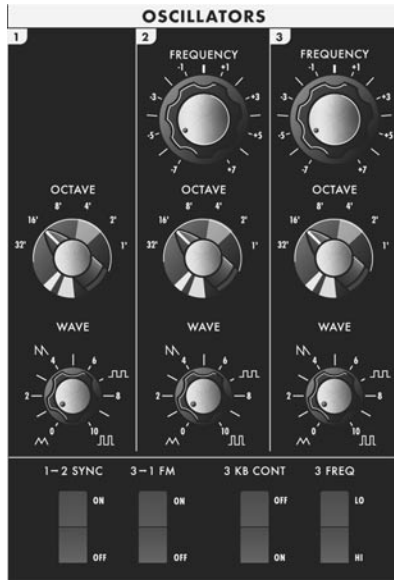 OSCILLATORS
1 2 3
FREQUENCY FREQUENCY
-1 +1 -1 +1
-3 +3 -3 +3
-5 +5 -5 +5
-7 +7 -7 +7
OCTAVE OCTAVE OCTAVE
8' 4' 8' 4' 8' 4'
16' 2' 16' 2' 16' 2'
32' 1' 32' 1' 32' 1'
WAVE WAVE WAVE
4 6 4 6 4 6
2 8 2 8 2 8
0 10 0 10 0 10
1–2 SYNC 3–1 FM 3 KB CONT 3 FREQ
ON ON OFF LO
OFF OFF ON HI